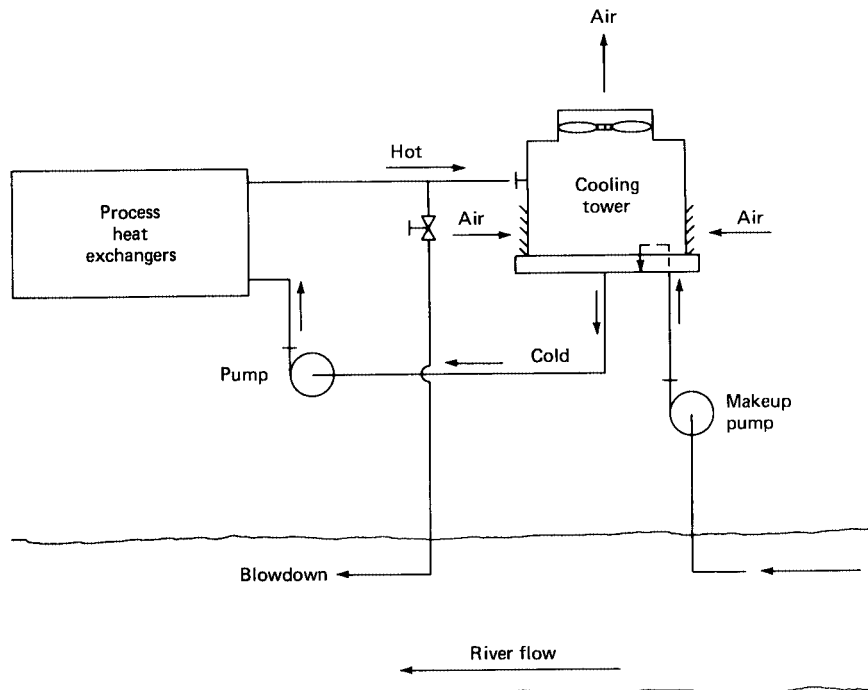 Air
Hot
Process
heat
exchangers
Cooling
tower
Air
Air
Pump
Cold
Makeup
pump
Blowdown
River flow